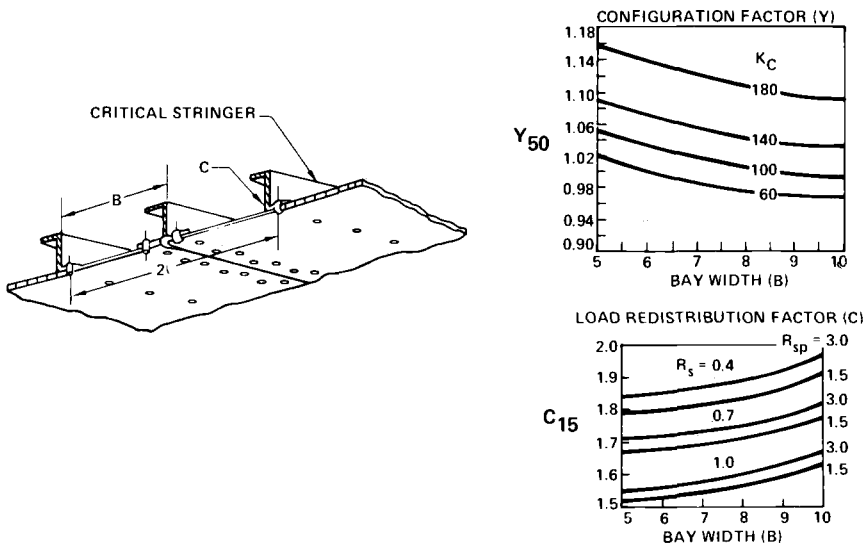 CRITICAL STRINGER
C
B
2l
CONFIGURATION FACTOR (Y)
1.18
1.14
1.10
1.06
1.02
0.98
0.94
0.90
Y50
KC
180
140
100
60
5 6 7 8 9 10
BAY WIDTH (B)
LOAD REDISTRIBUTION FACTOR (C)
2.0
1.9
1.8
1.7
1.6
1.5
C15
Rsp = 3.0
Rs = 0.4
1.5
0.7
3.0
1.5
1.0
3.0
1.5
5 6 7 8 9 10
BAY WIDTH (B)